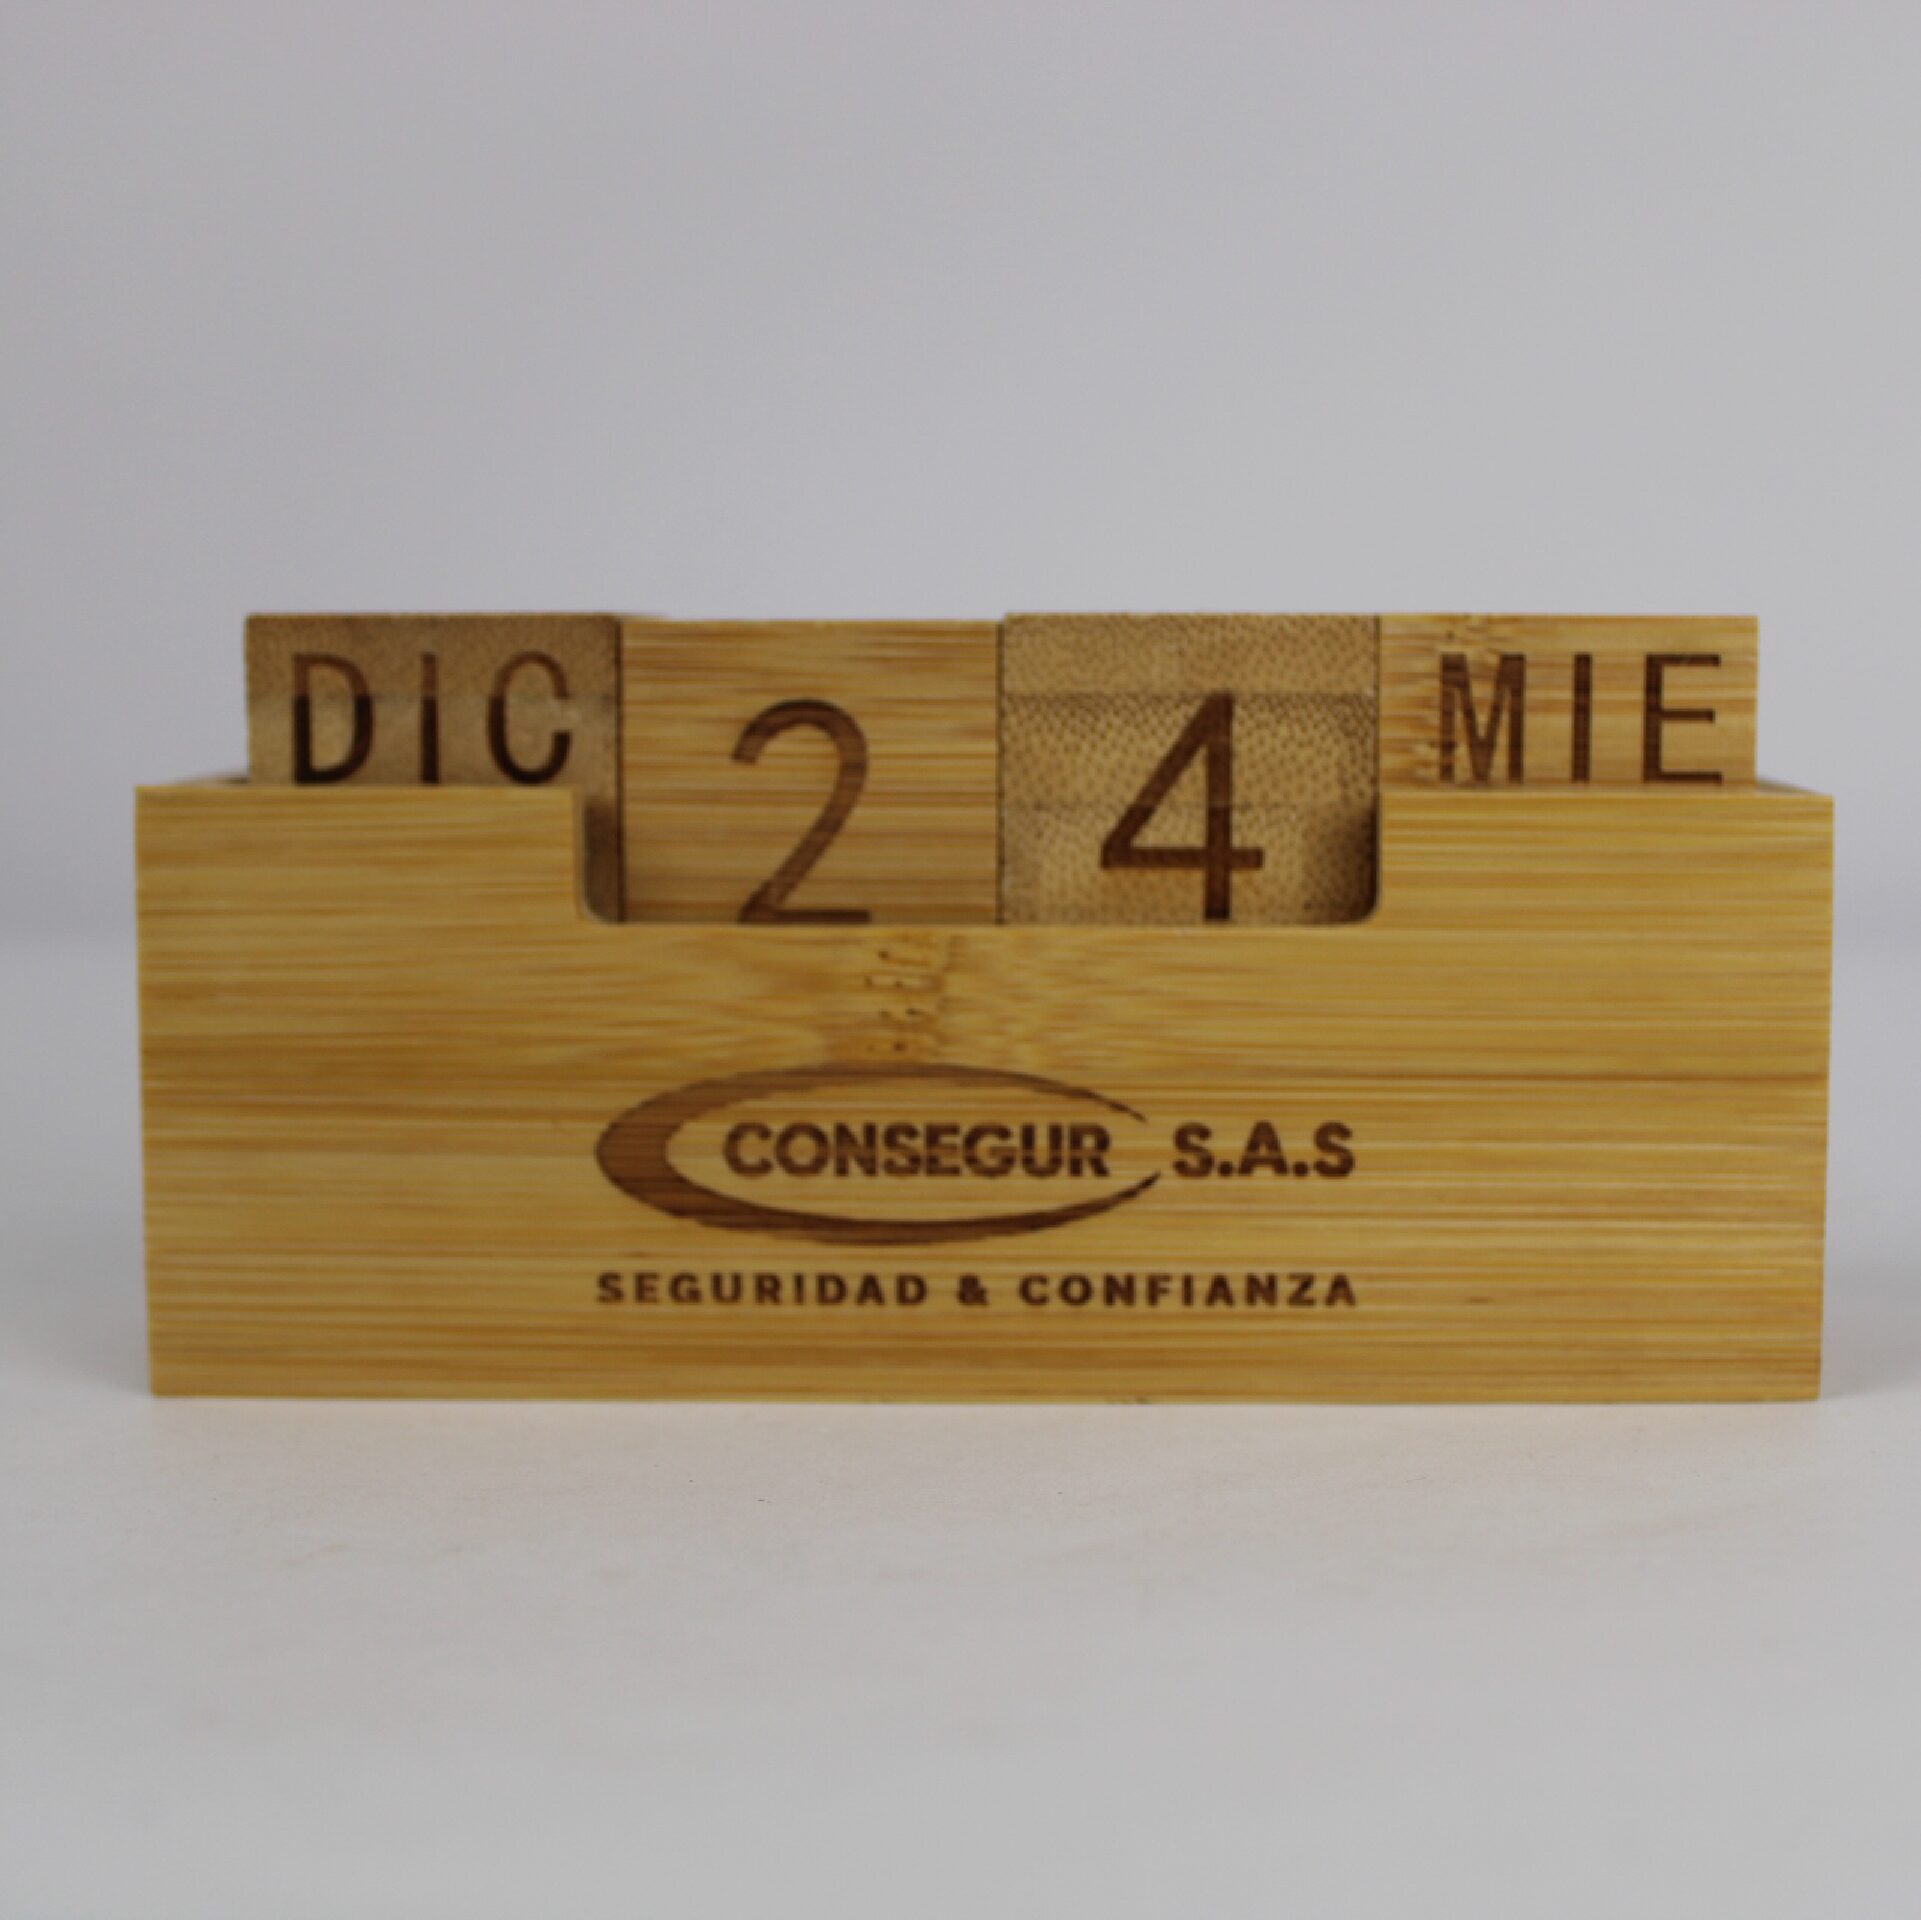 DIC 2 4 MIE
CONSEGUR S.A.S
SEGURIDAD & CONFIANZA